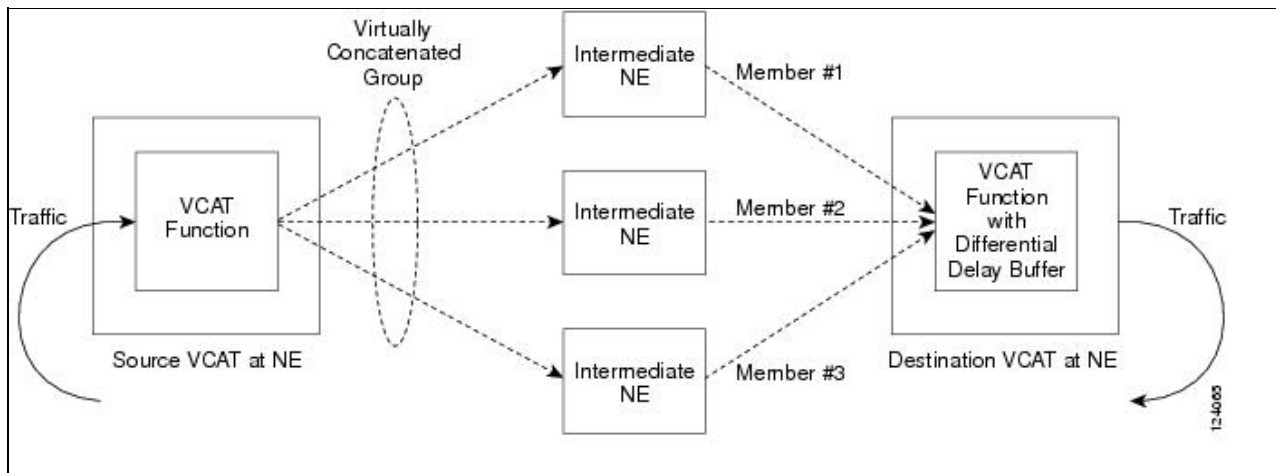 Virtually
Concatenated
Group
Intermediate
NE
Member #1
Traffic
VCAT
Function
Intermediate
NE
Member #2
VCAT
Function
with
Differential
Delay Buffer
Traffic
Source VCAT at NE
Intermediate
NE
Member #3
Destination VCAT at NE
124065